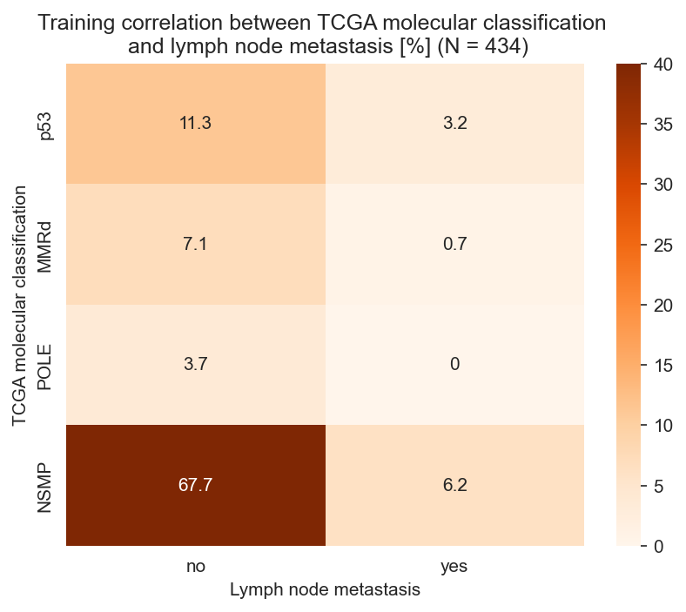 Training correlation between TCGA molecular classification
and lymph node metastasis [%] (N = 434)
TCGA molecular classification
p53
11.3
3.2
MMRd
7.1
0.7
POLE
3.7
0
NSMP
67.7
6.2
no
yes
Lymph node metastasis
40
35
30
25
20
15
10
5
0